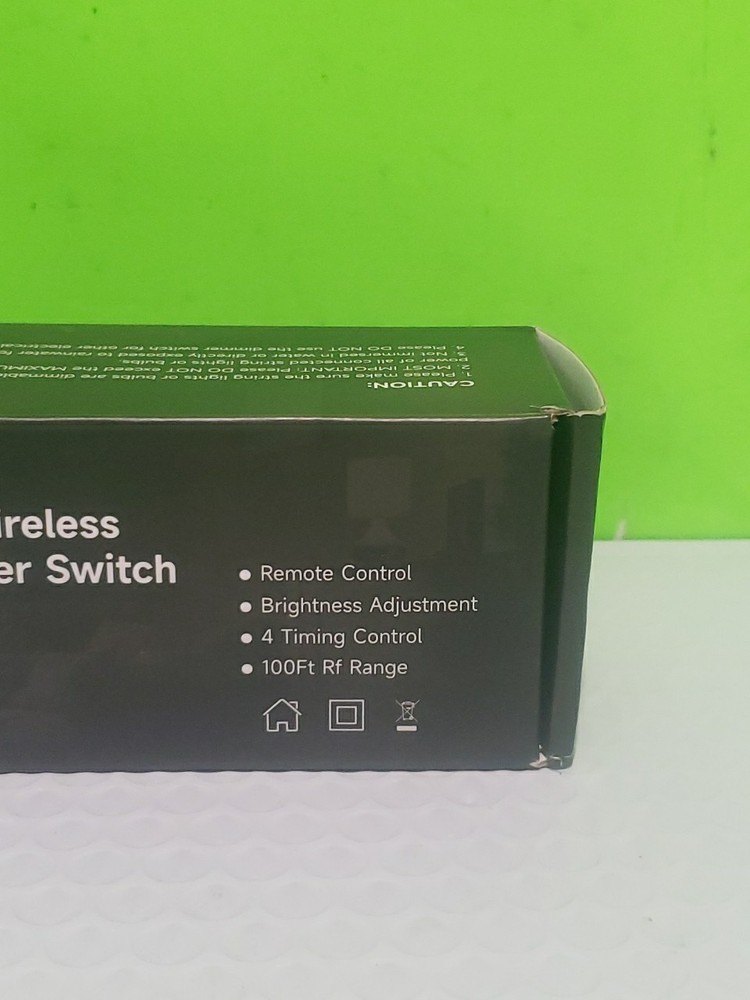 CAUTION:
1. Please make sure the string lights or bulbs are dimmable
2. MOST IMPORTANT: Please DO NOT exceed the MAXIMU
power of all connected string lights or bulbs.
3. Not immersed in water or directly exposed to rainwater fo
4. Please DO NOT use the dimmer switch for other electrical
ireless
er Switch
● Remote Control
● Brightness Adjustment
● 4 Timing Control
● 100Ft Rf Range